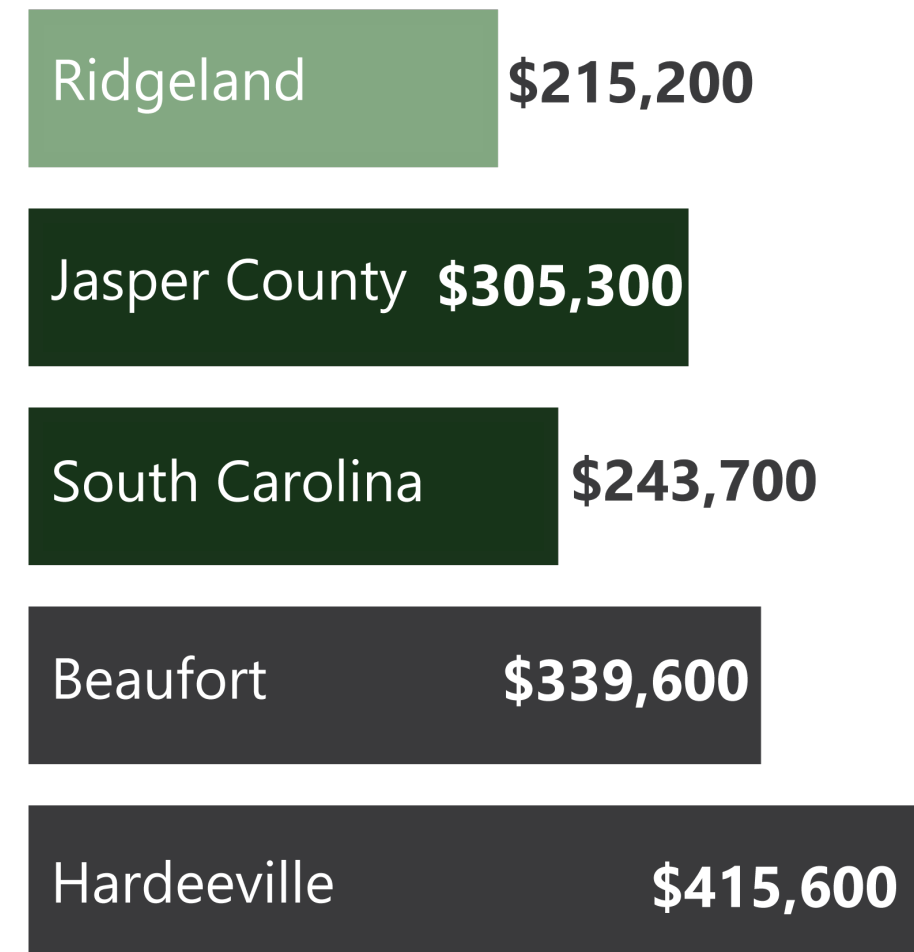 Ridgeland $215,200
Jasper County $305,300
South Carolina $243,700
Beaufort $339,600
Hardeeville $415,600